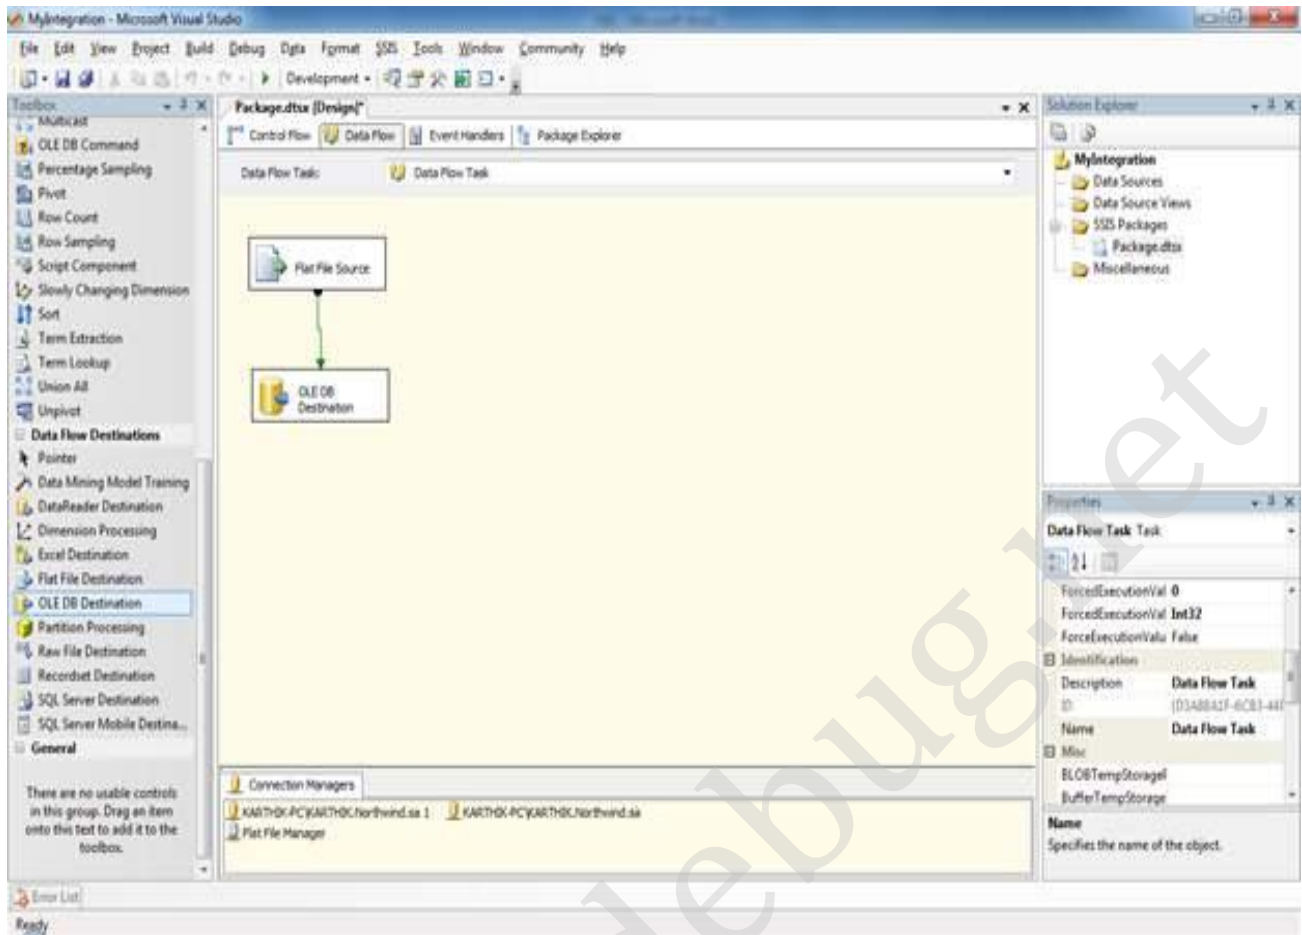 MyIntegration - Microsoft Visual Studio
File Edit View Project Build Debug Data Format SSIS Tools Window Community Help
Development
Toolbox
Multicast
OLE DB Command
Percentage Sampling
Pivot
Row Count
Row Sampling
Script Component
Slowly Changing Dimension
Sort
Term Extraction
Term Lookup
Union All
Unpivot
Data Flow Destinations
Pointer
Data Mining Model Training
DataReader Destination
Dimension Processing
Excel Destination
Flat File Destination
OLE DB Destination
Partition Processing
Raw File Destination
Recordset Destination
SQL Server Destination
SQL Server Mobile Destina...
General
There are no usable controls
in this group. Drag an item
onto this text to add it to the
toolbox.
Package.dtsx [Design]*
Control Flow Data Flow Event Handlers Package Explorer
Data Flow Task: Data Flow Task
Flat File Source
OLE DB
Destination
Connection Managers
KARTHIK-PC\KARTHIK.Northwind.sa 1 KARTHIK-PC\KARTHIK.Northwind.sa
Flat File Manager
Solution Explorer
MyIntegration
Data Sources
Data Source Views
SSIS Packages
Package.dtsx
Miscellaneous
Properties
Data Flow Task Task
ForcedExecutionVal 0
ForcedExecutionVal Int32
ForceExecutionValu False
Identification
Description Data Flow Task
ID
Name Data Flow Task
Misc
BLOBTempStorageP
BufferTempStorage
Name
Specifies the name of the object.
Error List
Ready
debug.net